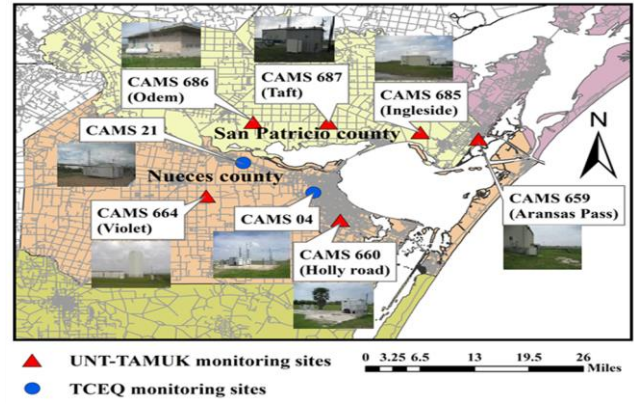 CAMS 686
(Odem)
CAMS 687
(Taft)
CAMS 685
(Ingleside)
CAMS 21
San Patricio county
N
Nueces county
CAMS 664
(Violet)
CAMS 04
CAMS 659
(Aransas Pass)
CAMS 660
(Holly road)
UNT-TAMUK monitoring sites
0 3.25 6.5 13 19.5 26
Miles
TCEQ monitoring sites